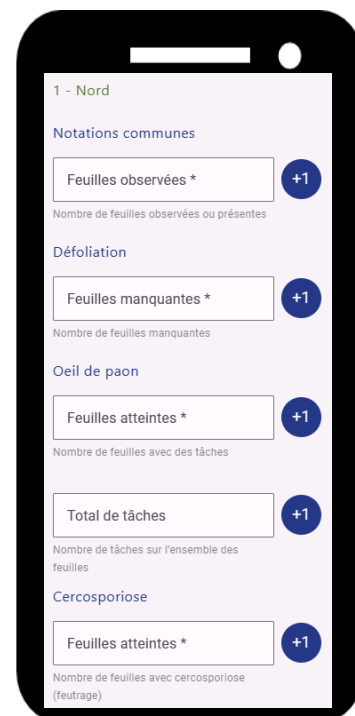 1 - Nord
Notations communes
Feuilles observées *
+1
Nombre de feuilles observées ou présentes
Défoliation
Feuilles manquantes *
+1
Nombre de feuilles manquantes
Oeil de paon
Feuilles atteintes *
+1
Nombre de feuilles avec des tâches
Total de tâches
+1
Nombre de tâches sur l'ensemble des
feuilles
Cercosporiose
Feuilles atteintes *
+1
Nombre de feuilles avec cercosporiose
(feutrage)